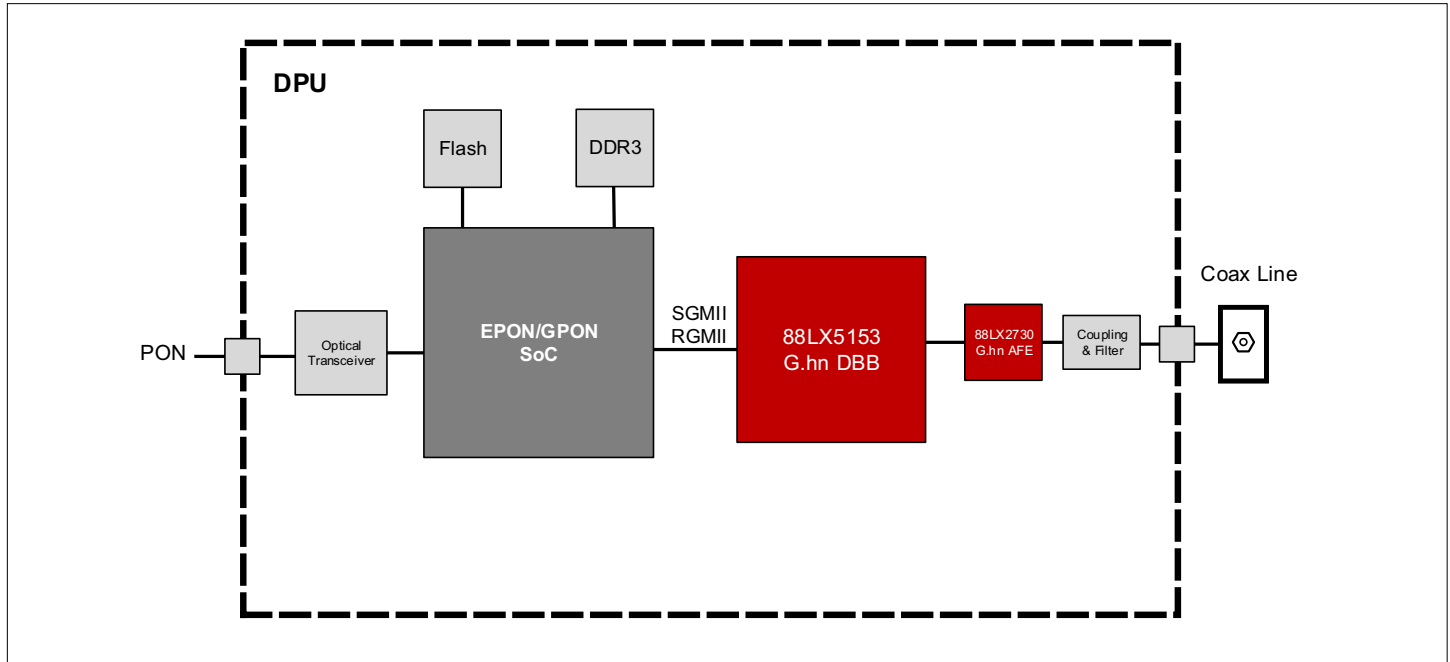 DPU
Flash
DDR3
Coax Line
PON
Optical
Transceiver
EPON/GPON
SoC
SGMII
RGMII
88LX5153
G.hn DBB
88LX2730
G.hn AFE
Coupling
& Filter